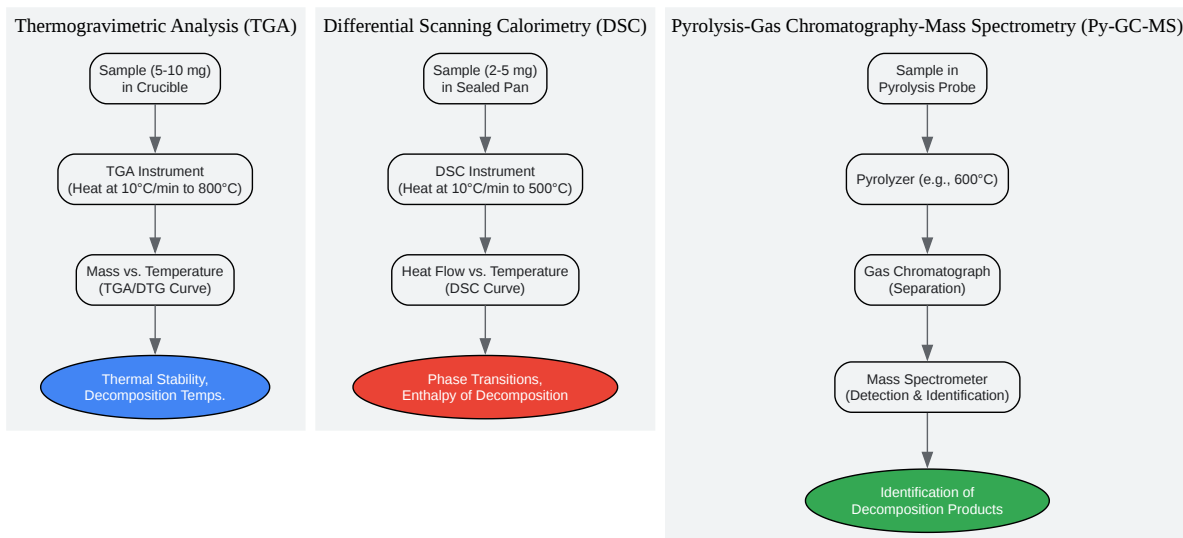 Thermogravimetric Analysis (TGA)
Sample (5-10 mg)
in Crucible
TGA Instrument
(Heat at 10°C/min to 800°C)
Mass vs. Temperature
(TGA/DTG Curve)
Thermal Stability,
Decomposition Temps.
Differential Scanning Calorimetry (DSC)
Sample (2-5 mg)
in Sealed Pan
DSC Instrument
(Heat at 10°C/min to 500°C)
Heat Flow vs. Temperature
(DSC Curve)
Phase Transitions,
Enthalpy of Decomposition
Pyrolysis-Gas Chromatography-Mass Spectrometry (Py-GC-MS)
Sample in
Pyrolysis Probe
Pyrolyzer (e.g., 600°C)
Gas Chromatograph
(Separation)
Mass Spectrometer
(Detection & Identification)
Identification of
Decomposition Products